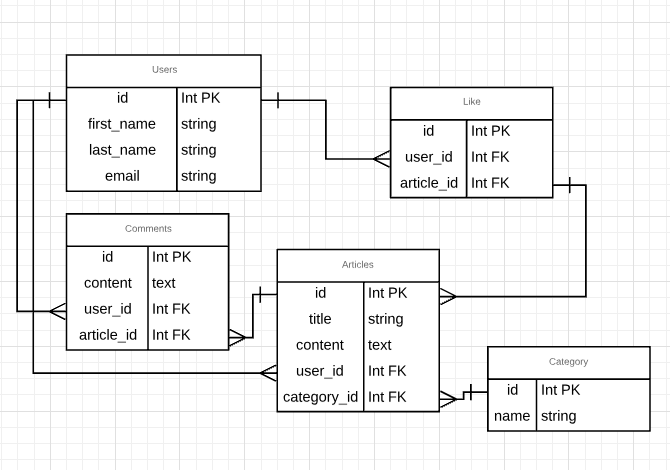 Users
id Int PK
first_name string
last_name string
email string
Like
id Int PK
user_id Int FK
article_id Int FK
Comments
id Int PK
content text
user_id Int FK
article_id Int FK
Articles
id Int PK
title string
content text
user_id Int FK
category_id Int FK
Category
id Int PK
name string